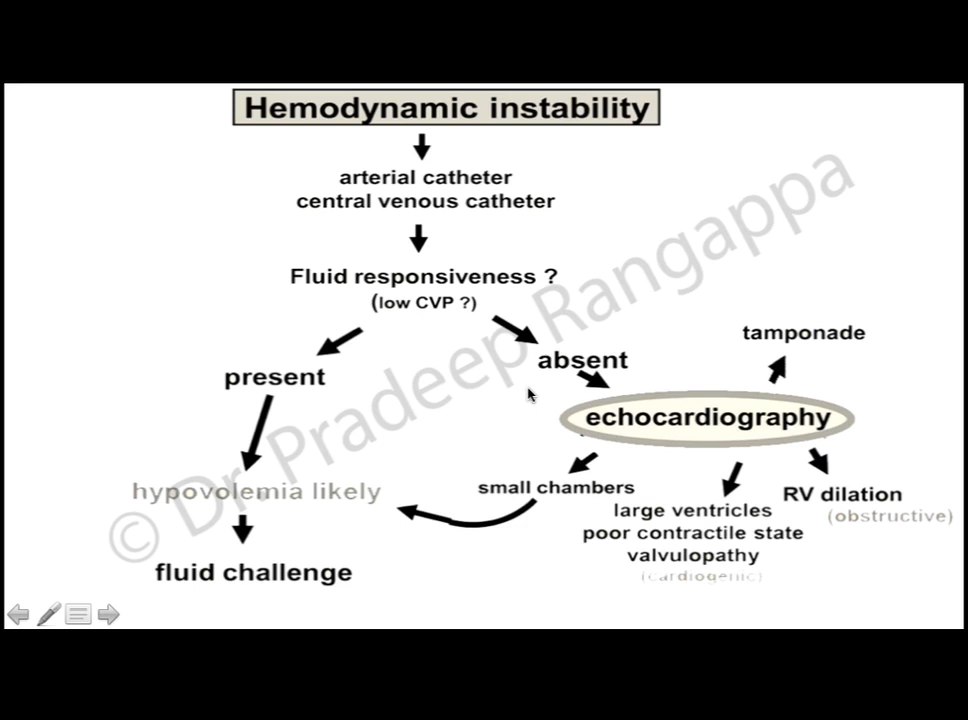 Hemodynamic instability
arterial catheter
central venous catheter
Fluid responsiveness ?
(low CVP ?)
present
absent
tamponade
echocardiography
hypovolemia likely
fluid challenge
small chambers
large ventricles
poor contractile state
valvulopathy
(cardiogenic)
RV dilation
(obstructive)
© Dr. Pradeep Rangappa